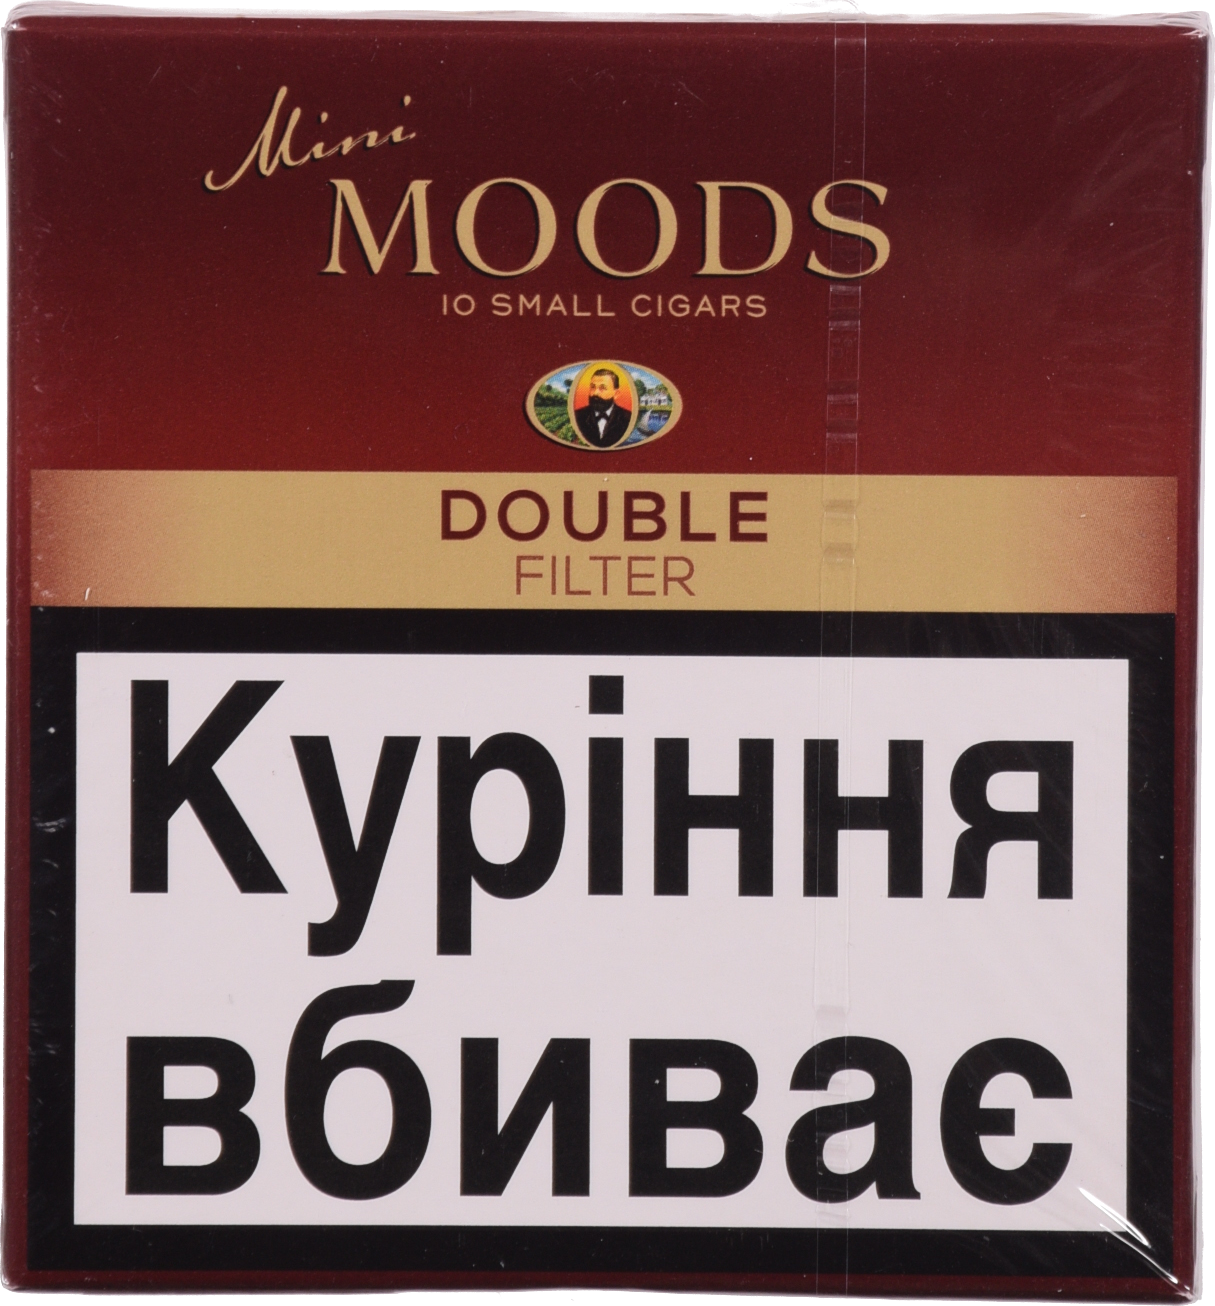 Mini
MOODS
10 SMALL CIGARS
DOUBLE
FILTER
Куріння
вбиває